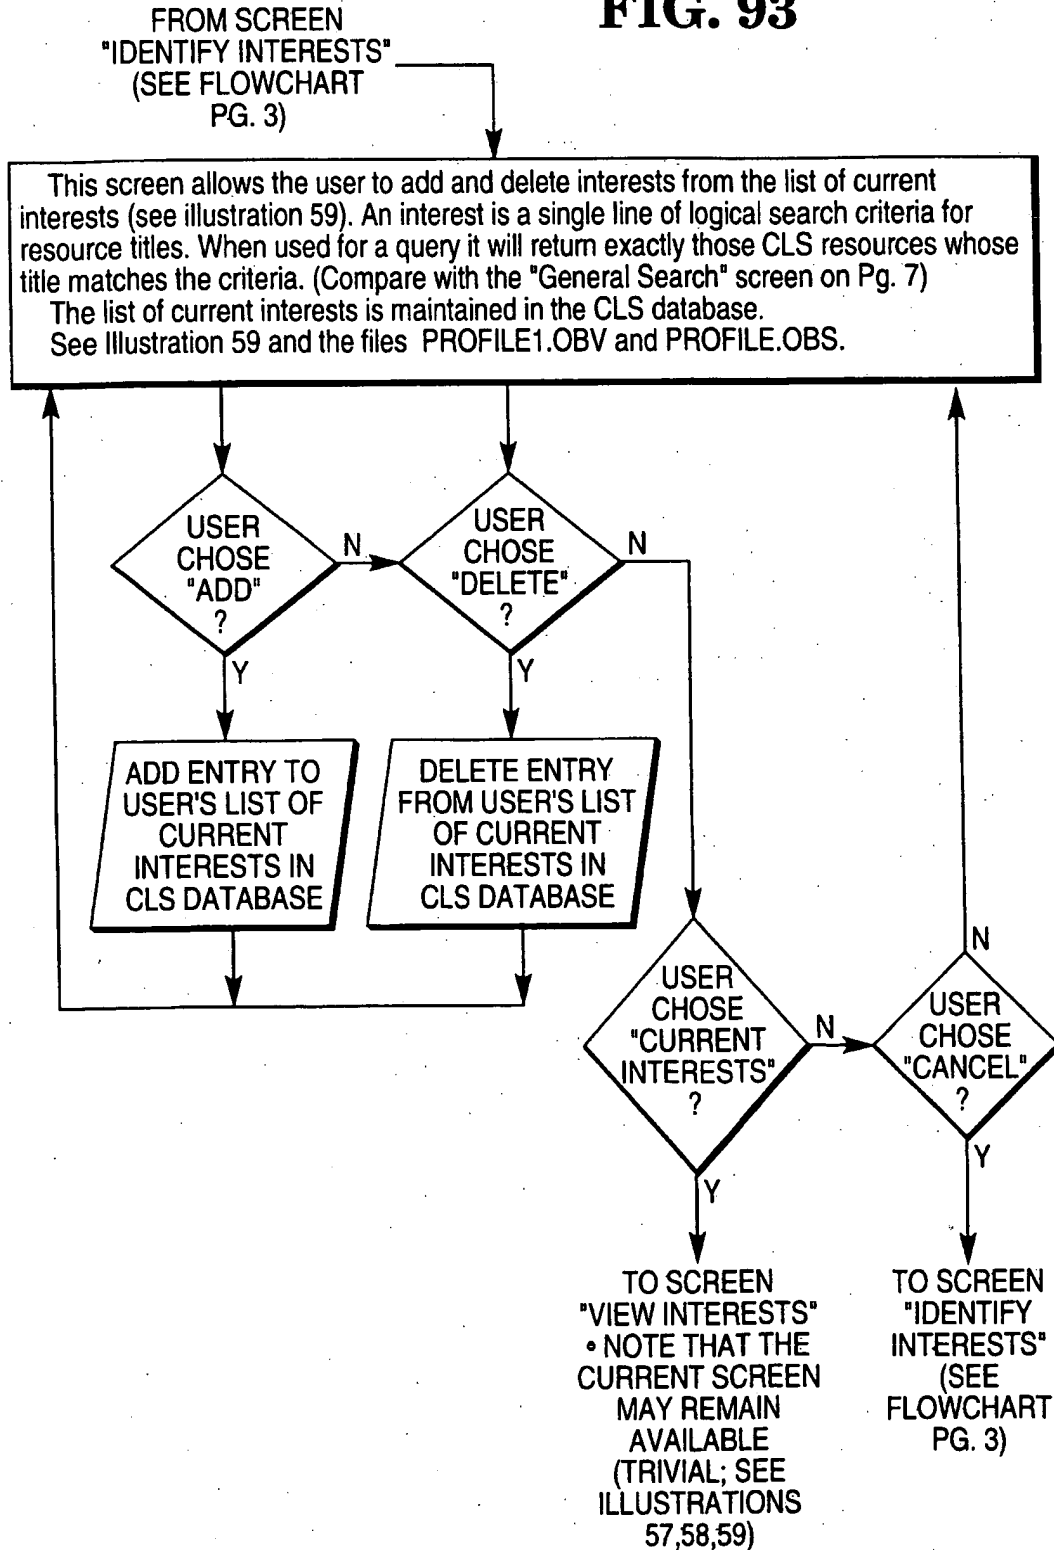 FIG. 93
FROM SCREEN
"IDENTIFY INTERESTS"
(SEE FLOWCHART
PG. 3)
This screen allows the user to add and delete interests from the list of current
interests (see illustration 59). An interest is a single line of logical search criteria for
resource titles. When used for a query it will return exactly those CLS resources whose
title matches the criteria. (Compare with the "General Search" screen on Pg. 7)
The list of current interests is maintained in the CLS database.
See Illustration 59 and the files PROFILE1.OBV and PROFILE.OBS.
USER
CHOSE
"ADD"
?
N
Y
USER
CHOSE
"DELETE"
?
N
Y
ADD ENTRY TO
USER'S LIST OF
CURRENT
INTERESTS IN
CLS DATABASE
DELETE ENTRY
FROM USER'S LIST
OF CURRENT
INTERESTS IN
CLS DATABASE
USER
CHOSE
"CURRENT
INTERESTS"
?
N
Y
N
USER
CHOSE
"CANCEL"
?
Y
TO SCREEN
"VIEW INTERESTS"
• NOTE THAT THE
CURRENT SCREEN
MAY REMAIN
AVAILABLE
(TRIVIAL; SEE
ILLUSTRATIONS
57,58,59)
TO SCREEN
"IDENTIFY
INTERESTS"
(SEE
FLOWCHART
PG. 3)